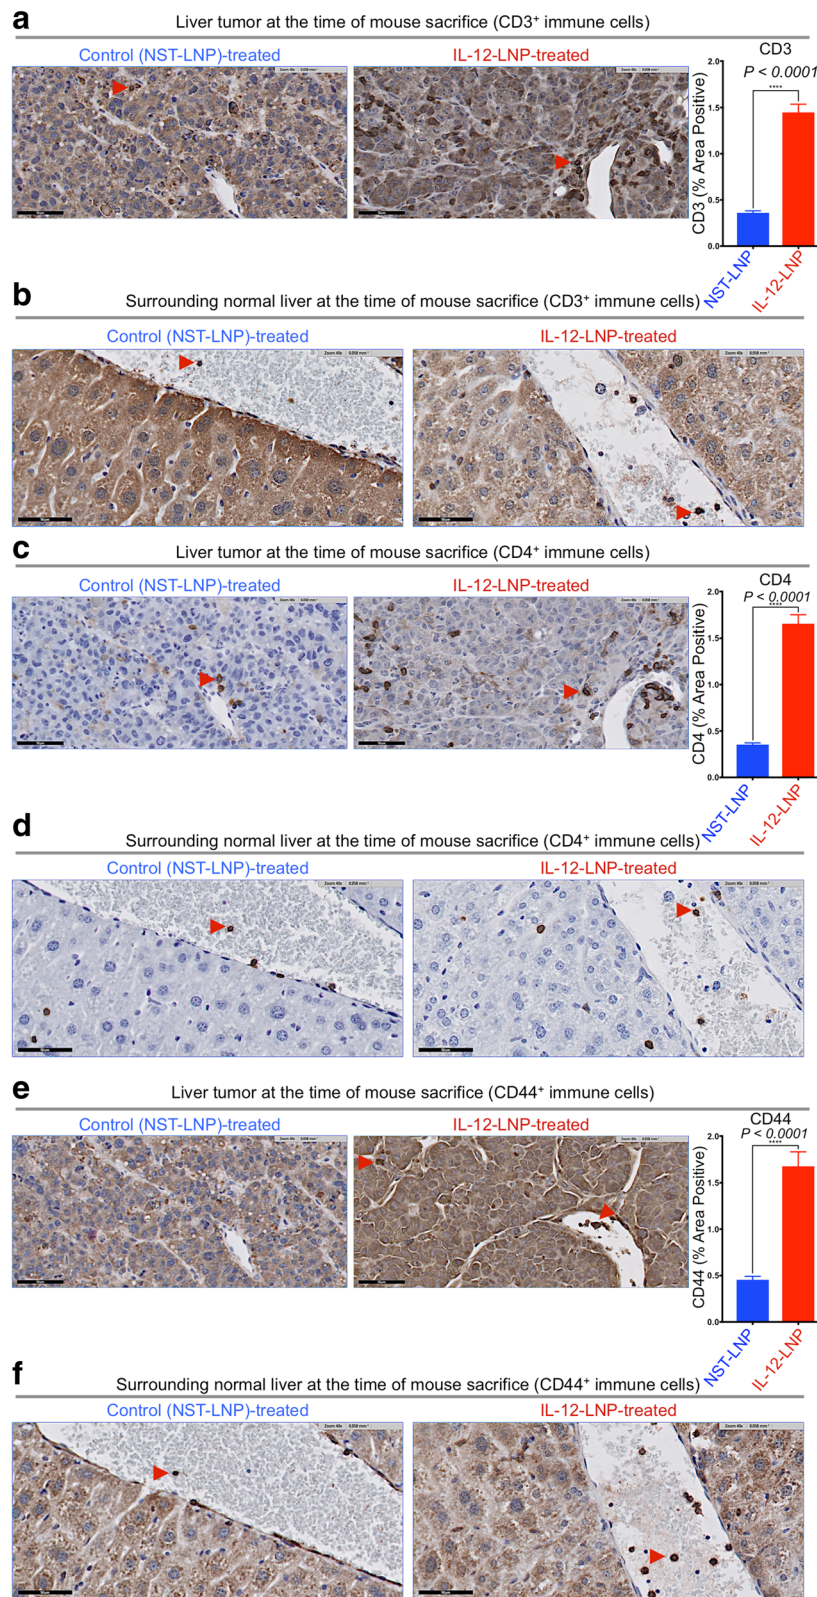 a
Liver tumor at the time of mouse sacrifice (CD3+ immune cells)
Control (NST-LNP)-treated
IL-12-LNP-treated
CD3
P < 0.0001
****
CD3 (% Area Positive)
2.0
1.5
1.0
0.5
0.0
NST-LNP
IL-12-LNP
b
Surrounding normal liver at the time of mouse sacrifice (CD3+ immune cells)
Control (NST-LNP)-treated
IL-12-LNP-treated
c
Liver tumor at the time of mouse sacrifice (CD4+ immune cells)
Control (NST-LNP)-treated
IL-12-LNP-treated
CD4
P < 0.0001
****
CD4 (% Area Positive)
2.0
1.5
1.0
0.5
0.0
NST-LNP
IL-12-LNP
d
Surrounding normal liver at the time of mouse sacrifice (CD4+ immune cells)
Control (NST-LNP)-treated
IL-12-LNP-treated
e
Liver tumor at the time of mouse sacrifice (CD44+ immune cells)
Control (NST-LNP)-treated
IL-12-LNP-treated
CD44
P < 0.0001
****
CD44 (% Area Positive)
2.0
1.5
1.0
0.5
0.0
NST-LNP
IL-12-LNP
f
Surrounding normal liver at the time of mouse sacrifice (CD44+ immune cells)
Control (NST-LNP)-treated
IL-12-LNP-treated